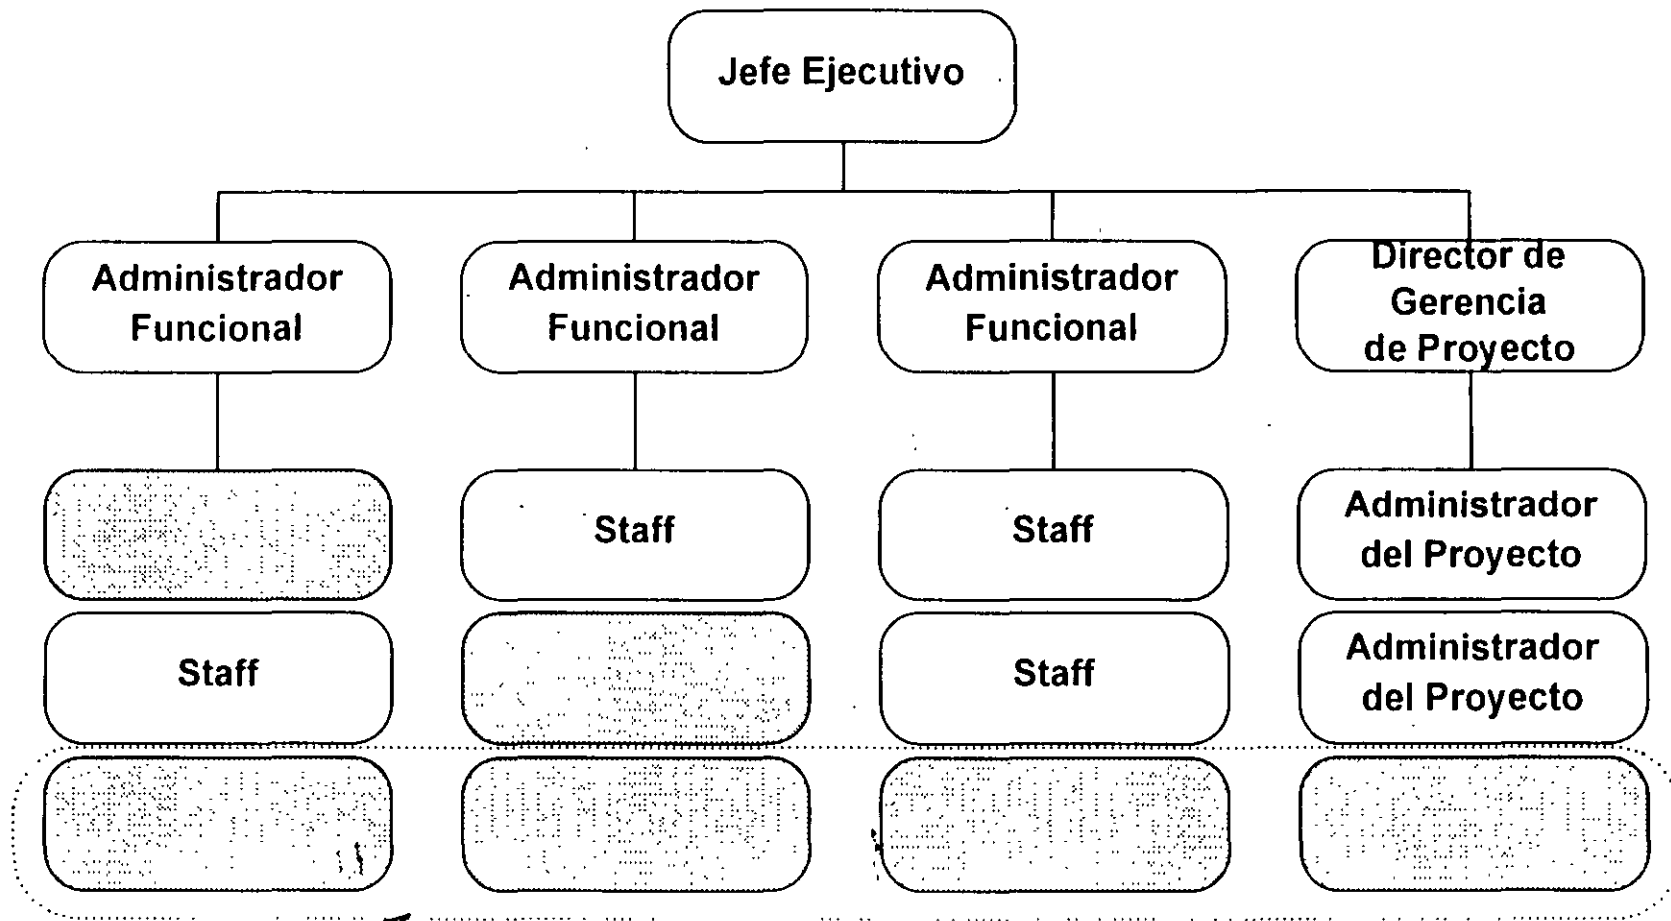 Jefe Ejecutivo
Administrador
Funcional
Administrador
Funcional
Administrador
Funcional
Director de
Gerencia
de Proyecto
Staff
Staff
Administrador
del Proyecto
Staff
Staff
Administrador
del Proyecto